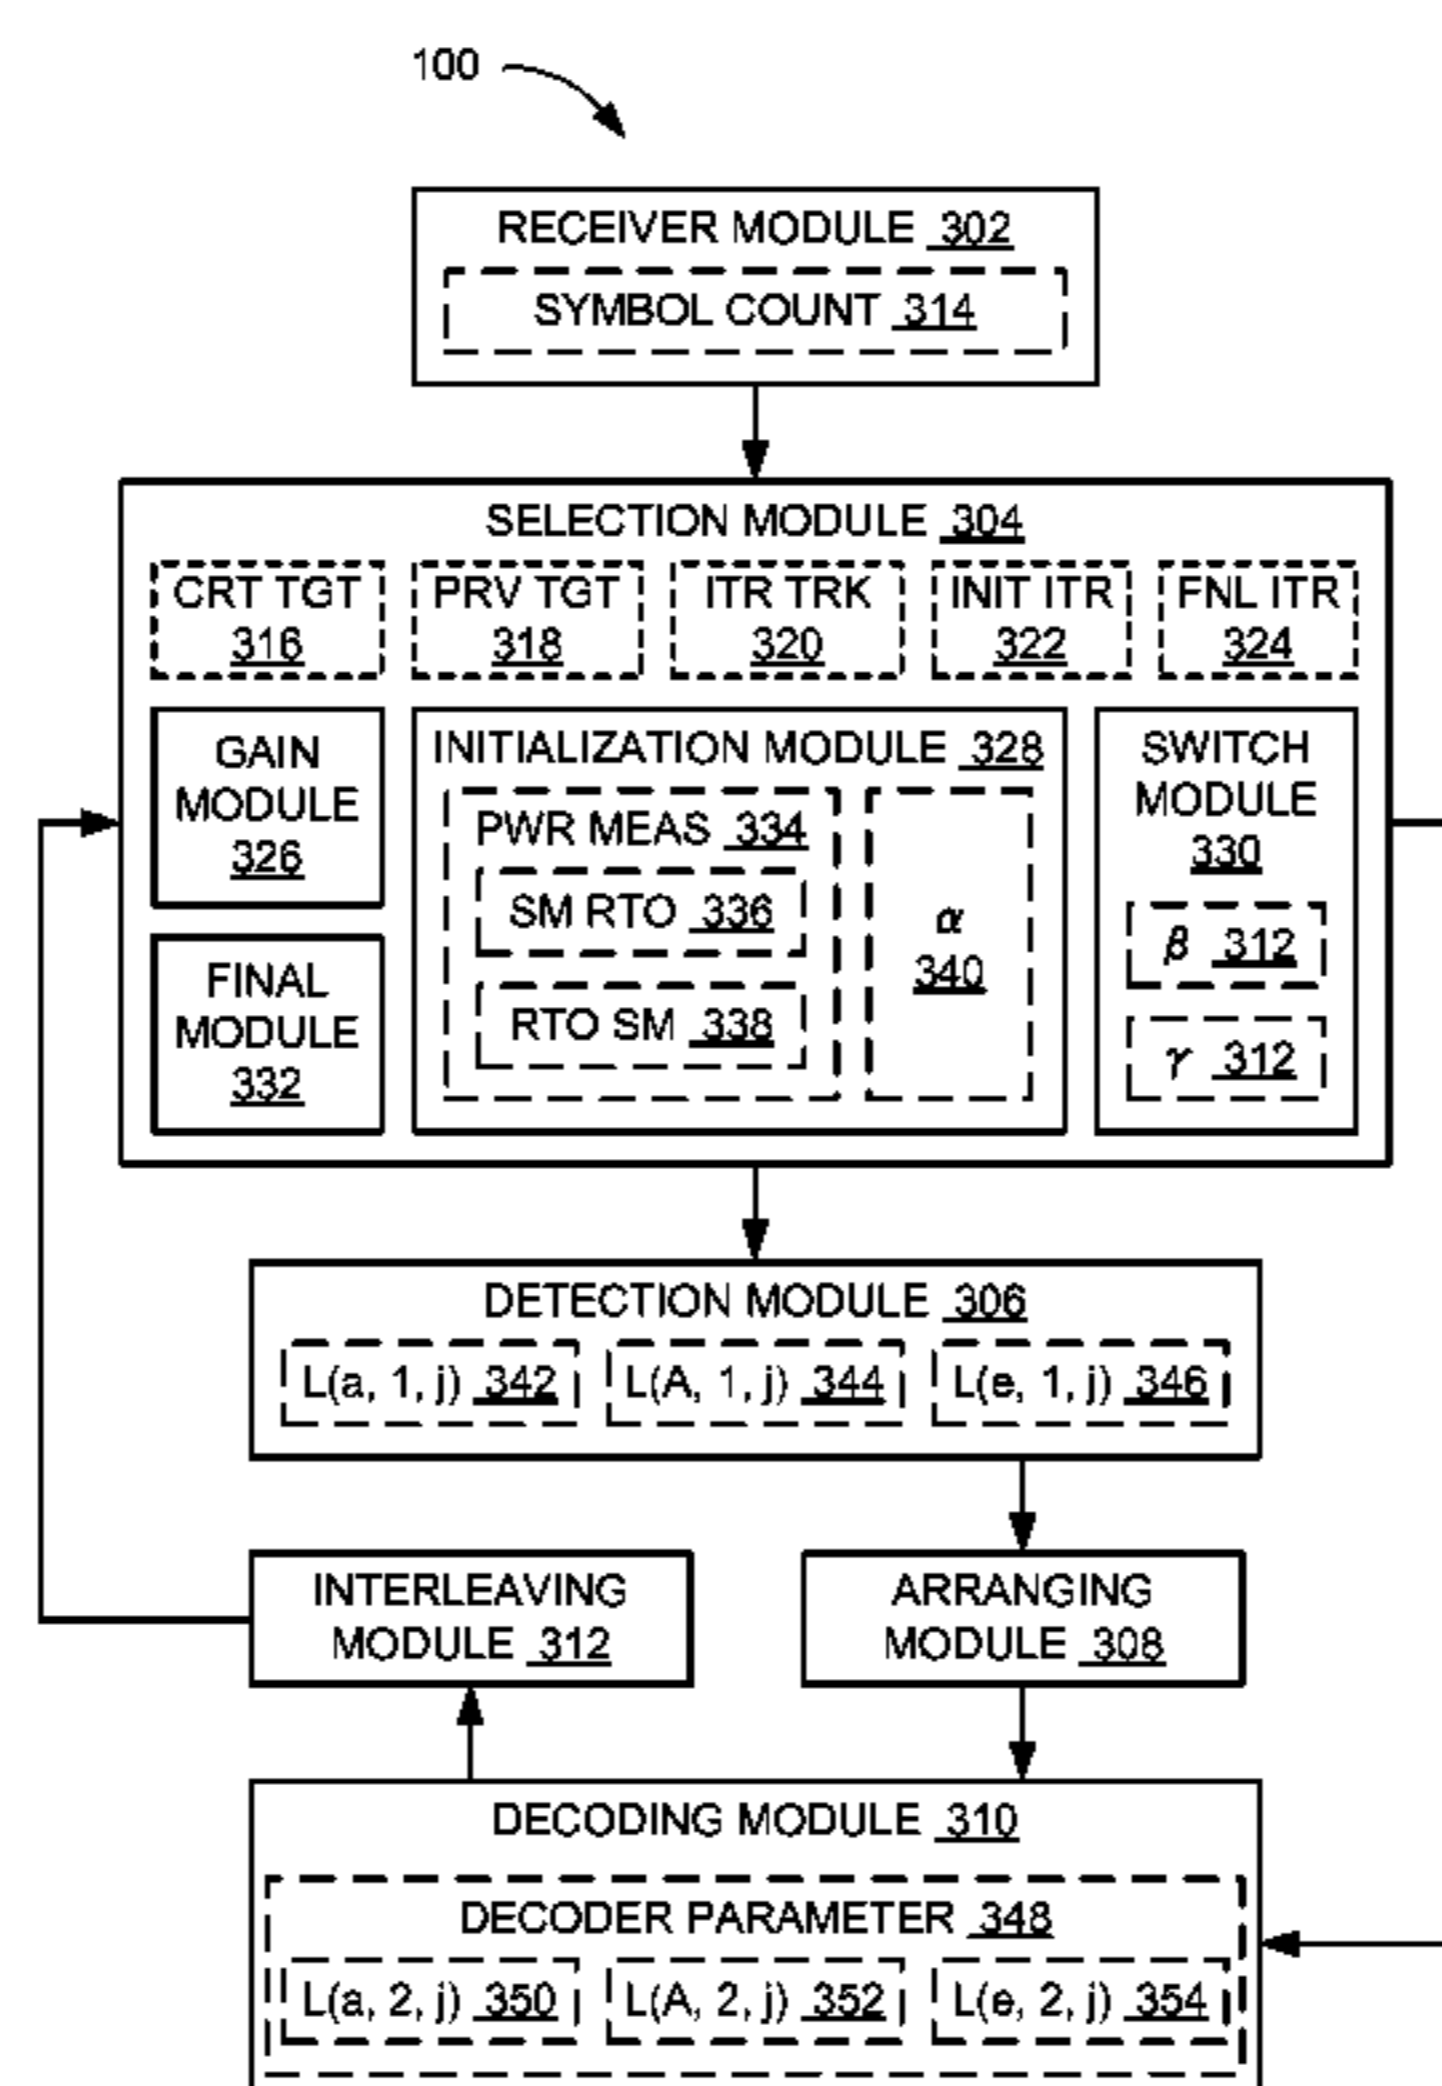 100
RECEIVER MODULE 302
SYMBOL COUNT 314
SELECTION MODULE 304
CRT TGT
316
PRV TGT
318
ITR TRK
320
INIT ITR
322
FNL ITR
324
GAIN
MODULE
326
FINAL
MODULE
332
INITIALIZATION MODULE 328
PWR MEAS 334
SM RTO 336
RTO SM 338
α
340
SWITCH
MODULE
330
β 312
γ 312
DETECTION MODULE 306
L(a, 1, j) 342
L(A, 1, j) 344
L(e, 1, j) 346
INTERLEAVING
MODULE 312
ARRANGING
MODULE 308
DECODING MODULE 310
DECODER PARAMETER 348
L(a, 2, j) 350
L(A, 2, j) 352
L(e, 2, j) 354